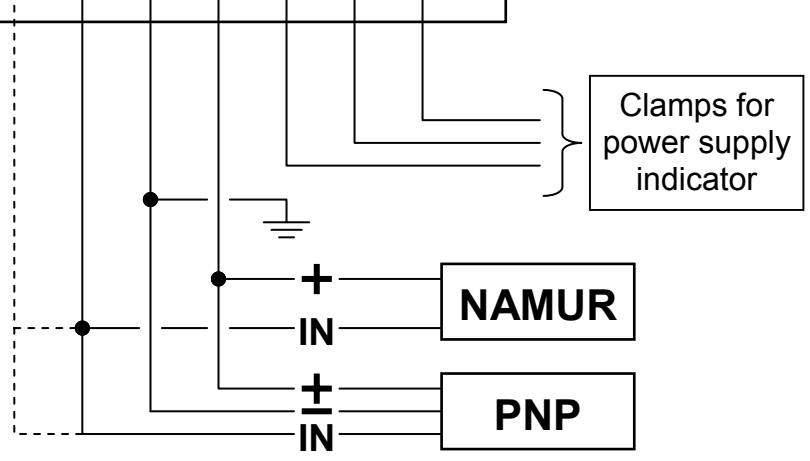 Clamps for
power supply
indicator
+
NAMUR
IN
+
PNP
–
IN